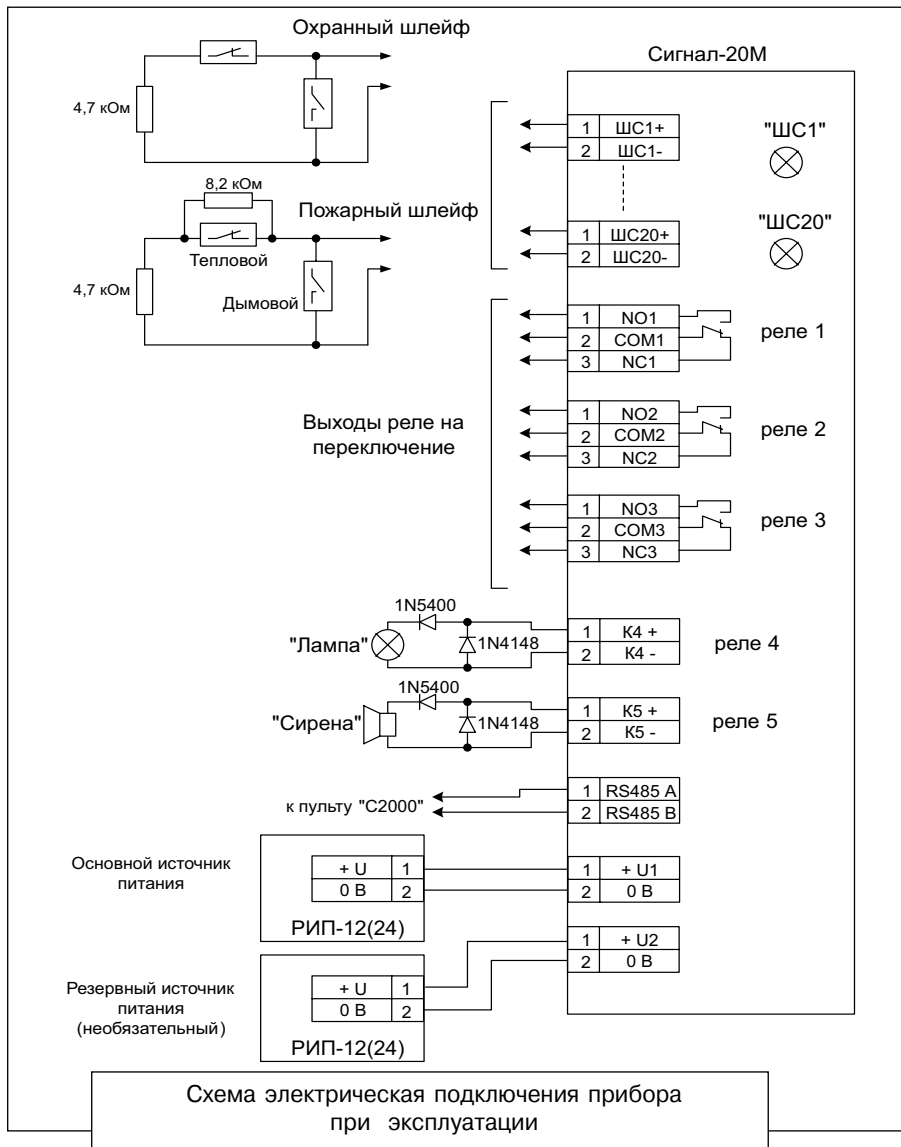 Охранный шлейф
4,7 кОм
8,2 кОм
Пожарный шлейф
Тепловой
4,7 кОм
Дымовой
Сигнал-20М
1 ШС1+
2 ШС1-
"ШС1"
1 ШС20+
2 ШС20-
"ШС20"
Выходы реле на
переключение
1 NO1
2 COM1
3 NC1
реле 1
1 NO2
2 COM2
3 NC2
реле 2
1 NO3
2 COM3
3 NC3
реле 3
"Лампа"
1N5400
1N4148
1 К4 +
2 К4 -
реле 4
"Сирена"
1N5400
1N4148
1 К5 +
2 К5 -
реле 5
к пульту "С2000"
1 RS485 A
2 RS485 B
Основной источник
питания
+ U 1
0 В 2
РИП-12(24)
1 + U1
2 0 В
Резервный источник
питания
(необязательный)
+ U 1
0 В 2
РИП-12(24)
1 + U2
2 0 В
Схема электрическая подключения прибора
при эксплуатации